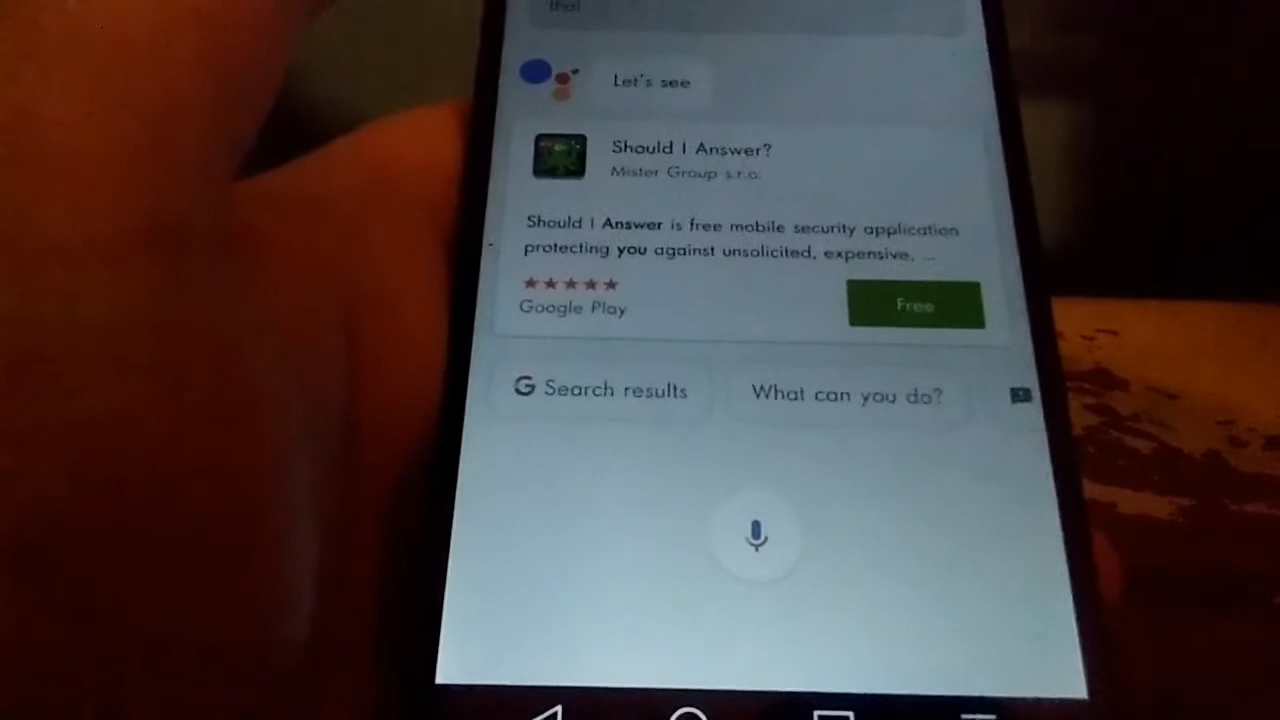 that
Let's see
Should I Answer?
Mister Group s.r.o.
Should I Answer is free mobile security application
protecting you against unsolicited, expensive, ...
Google Play
Free
G Search results
What can you do?